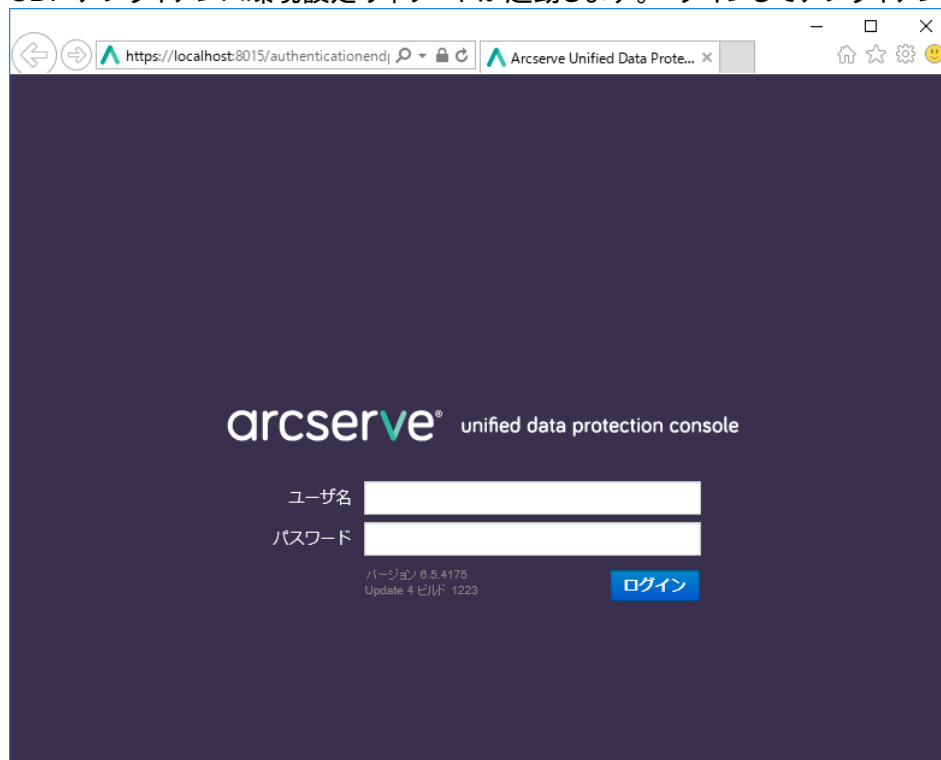 https://localhost:8015/authenticationend
Arcserve Unified Data Prote...
arcserve® unified data protection console
ユーザ名
パスワード
バージョン 6.5.4175
Update 4 ビルド 1223
ログイン